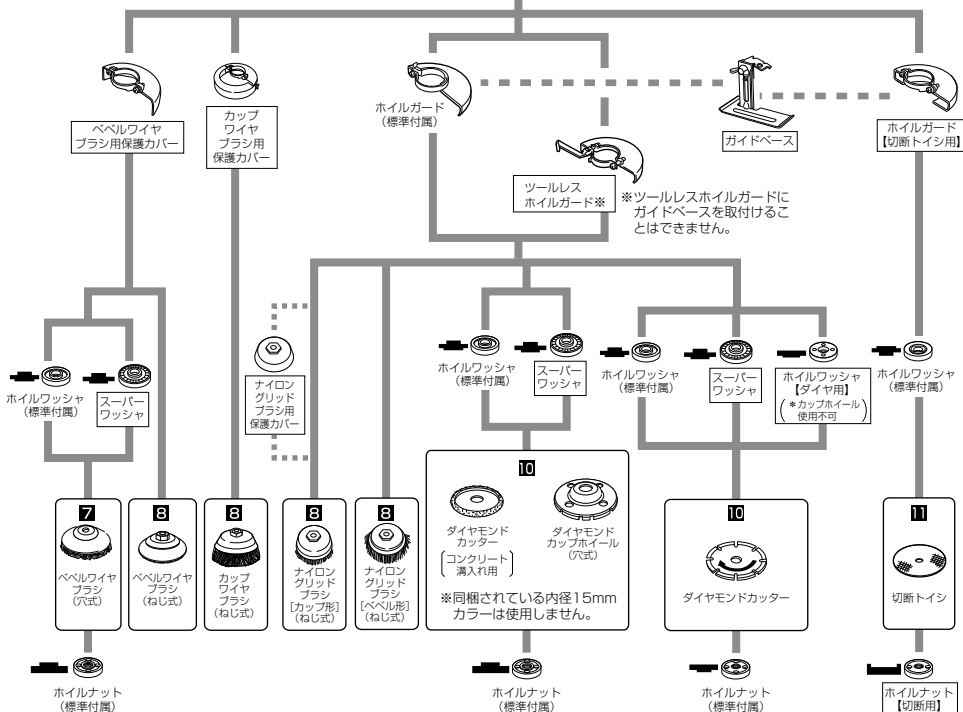 ベベルワイヤ
ブラシ用保護カバー
カップ
ワイヤ
ブラシ用
保護カバー
ホイルガード
(標準付属)
ツールレス
ホイルガード※
※ツールレスホイルガードに
ガイドベースを取付けるこ
とはできません。
ガイドベース
ホイルガード
【切断トイシ用】
ホイルワッシャ
(標準付属)
スーパー
ワッシャ
ナイロン
グリッド
ブラシ用
保護カバー
ホイルワッシャ
(標準付属)
スーパー
ワッシャ
ホイルワッシャ
(標準付属)
スーパー
ワッシャ
ホイルワッシャ
【ダイヤ用】
(*カップホイル
使用不可)
ホイルワッシャ
(標準付属)
7
ベベルワイヤ
ブラシ
(穴式)
8
ベベルワイヤ
ブラシ
(ねじ式)
8
カップ
ワイヤ
ブラシ
(ねじ式)
8
ナイロン
グリッド
ブラシ
[カップ形]
(ねじ式)
8
ナイロン
グリッド
ブラシ
[ベベル形]
(ねじ式)
10
ダイヤモンド
カッター
[コンクリート
溝入れ用]
ダイヤモンド
カップホイール
(穴式)
※同梱されている内径15mm
カラーは使用しません。
10
ダイヤモンドカッター
11
切断トイシ
ホイルナット
(標準付属)
ホイルナット
(標準付属)
ホイルナット
(標準付属)
ホイルナット
【切断用】